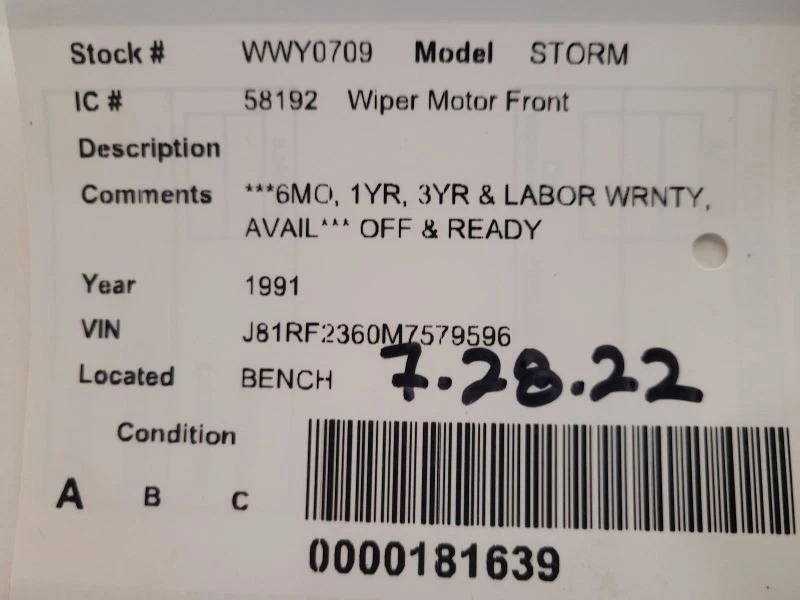 Stock # WWY0709 Model STORM
IC # 58192 Wiper Motor Front
Description
Comments ***6MO, 1YR, 3YR & LABOR WRNTY,
AVAIL*** OFF & READY
Year 1991
VIN J81RF2360M7579596
Located BENCH 7.28.22
Condition
A B C
0000181639